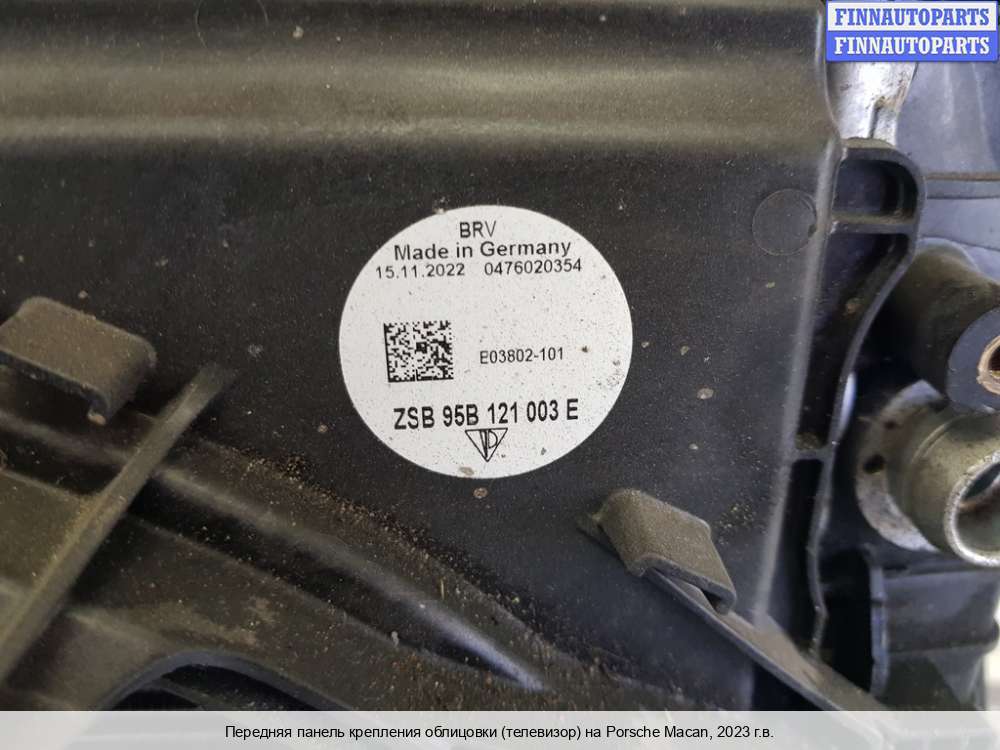 FINNAUTOPARTS
FINNAUTOPARTS
BRV
Made in Germany
15.11.2022 0476020354
E03802-101
ZSB 95B 121 003 E
Передняя панель крепления облицовки (телевизор) на Porsche Macan, 2023 г.в.